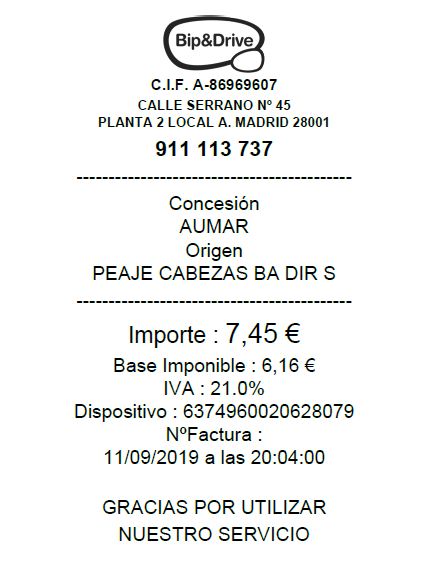 Bip&Drive
C.I.F. A-86969607
CALLE SERRANO Nº 45
PLANTA 2 LOCAL A. MADRID 28001
911 113 737
--------------------------------------------
Concesión
AUMAR
Origen
PEAJE CABEZAS BA DIR S
--------------------------------------------
Importe : 7,45 €
Base Imponible : 6,16 €
IVA : 21.0%
Dispositivo : 6374960020628079
NºFactura :
11/09/2019 a las 20:04:00
GRACIAS POR UTILIZAR
NUESTRO SERVICIO